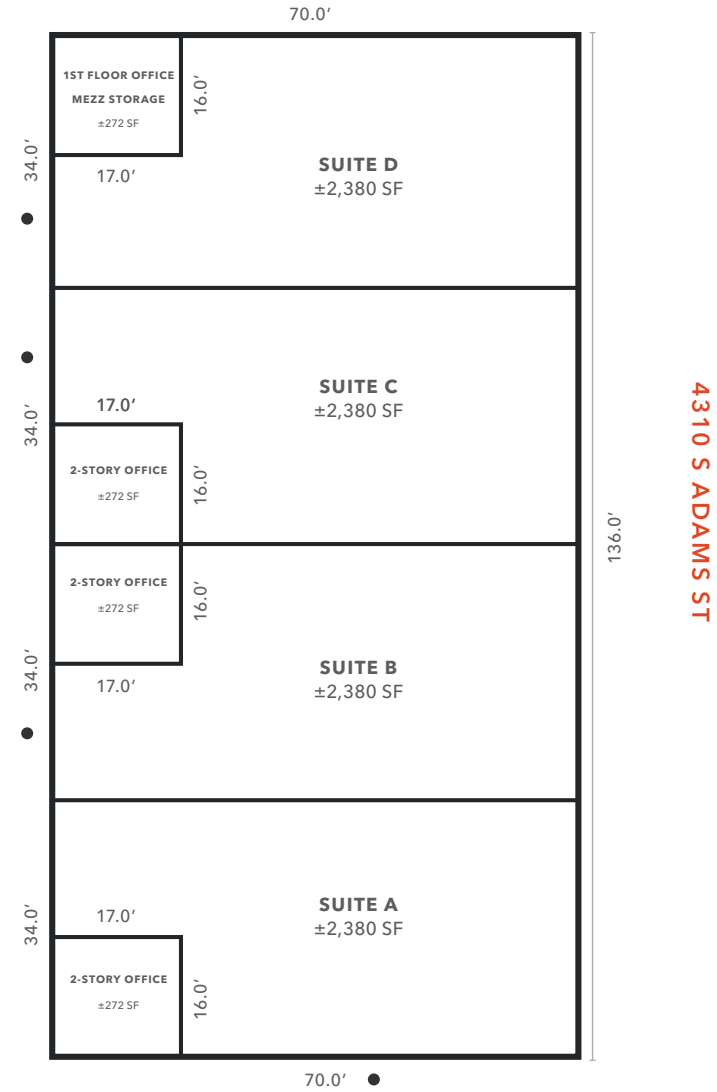 70.0′
1ST FLOOR OFFICE
MEZZ STORAGE
±272 SF
16.0′
17.0′
34.0′
SUITE D
±2,380 SF
SUITE C
±2,380 SF
17.0′
34.0′
2-STORY OFFICE
±272 SF
16.0′
136.0′
4310 S ADAMS ST
2-STORY OFFICE
±272 SF
16.0′
17.0′
34.0′
SUITE B
±2,380 SF
SUITE A
±2,380 SF
17.0′
34.0′
2-STORY OFFICE
±272 SF
16.0′
70.0′